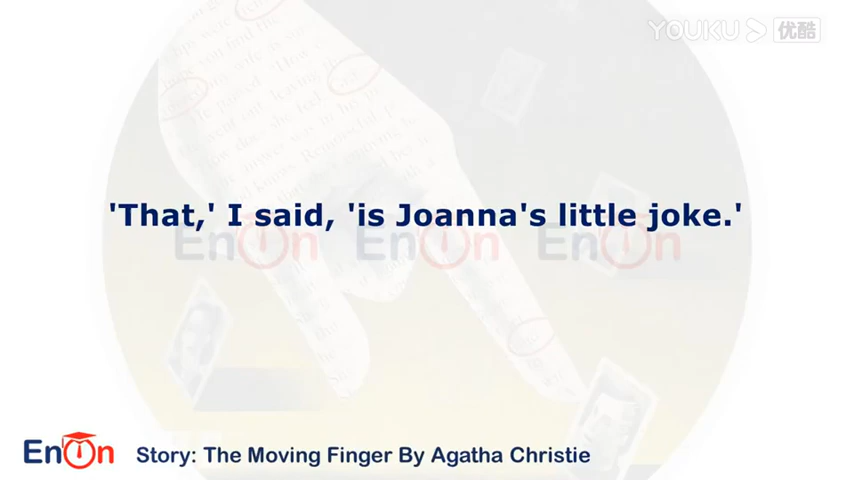 YOUKU 优酷
'That,' I said, 'is Joanna's little joke.'
EnOn EnOn EnOn
EnOn Story: The Moving Finger By Agatha Christie